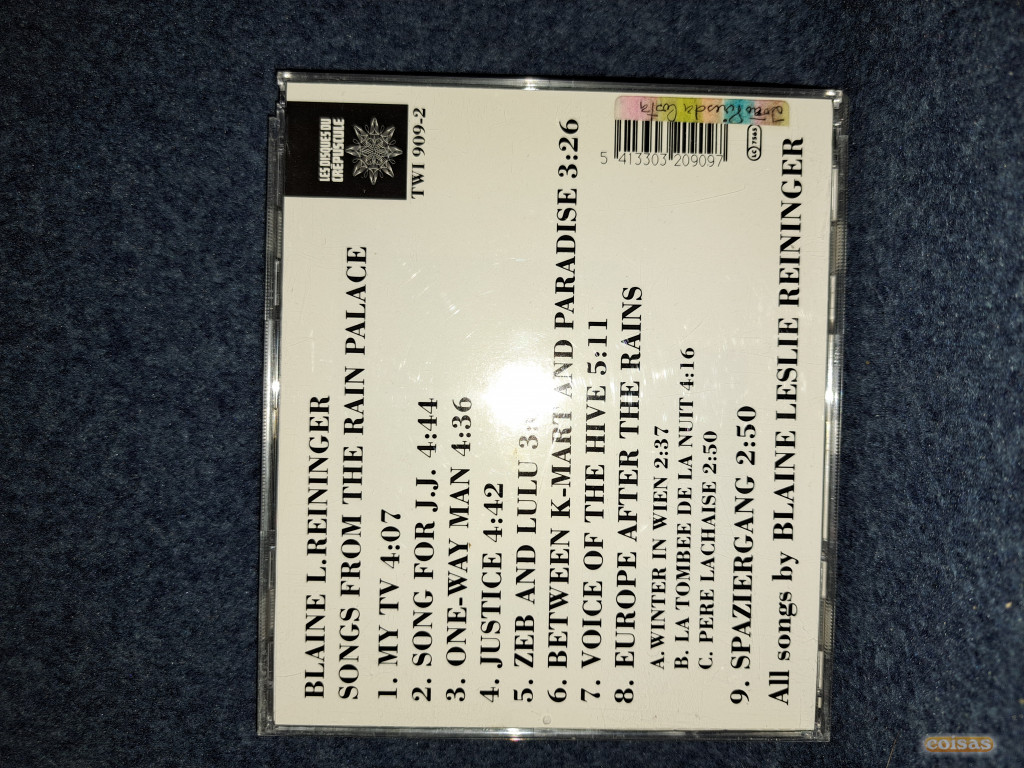 BLAINE L.REININGER
SONGS FROM THE RAIN PALACE
1. MY TV 4:07
2. SONG FOR J.J. 4:44
3. ONE-WAY MAN 4:36
4. JUSTICE 4:42
5. ZEB AND LULU
6. BETWEEN K-MART AND PARADISE 3:26
7. VOICE OF THE HIVE 5:11
8. EUROPE AFTER THE RAINS
A. WINTER IN WIEN 2:37
B. LA TOMBEE DE LA NUIT 4:16
C. PERE LACHAISE 2:50
9. SPAZIERGANG 2:50
All songs by BLAINE LESLIE REININGER
LES DISQUES DU
CRÉPUSCULE
TWI 909-2
5 413303 209097
LC 7565
coisas